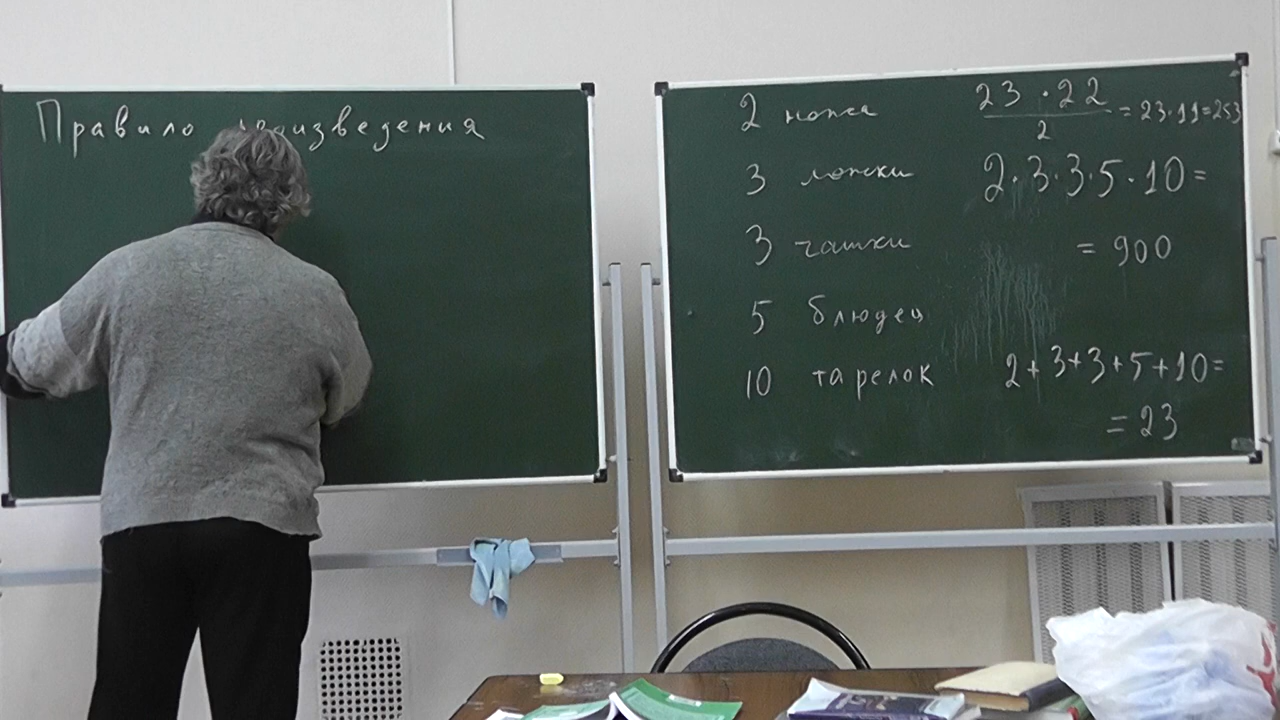 Правило произведения
2 ножа
3 ложки
3 чашки
5 блюдец
10 тарелок
23 · 22 / 2 = 23·11=253
2·3·3·5·10=
= 900
2+3+3+5+10=
= 23